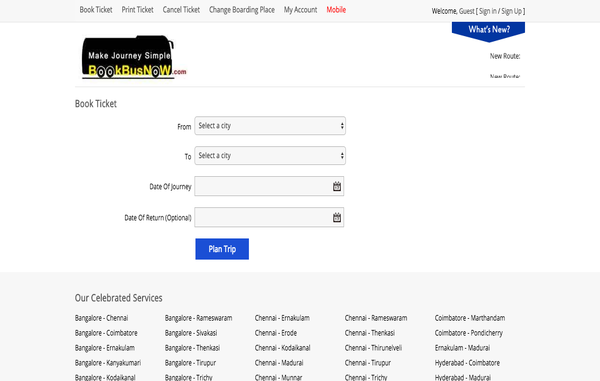 Book Ticket Print Ticket Cancel Ticket Change Boarding Place My Account Mobile Welcome, Guest [ Sign in / Sign Up ]
What's New?
Make Journey Simple
BookBusNow.com
New Route:
New Route:
Book Ticket
From Select a city
To Select a city
Date Of Journey
Date Of Return (Optional)
Plan Trip
Our Celebrated Services
Bangalore - Chennai Bangalore - Rameswaram Chennai - Ernakulam Chennai - Rameswaram Coimbatore - Marthandam
Bangalore - Coimbatore Bangalore - Sivakasi Chennai - Erode Chennai - Thenkasi Coimbatore - Pondicherry
Bangalore - Ernakulam Bangalore - Thenkasi Chennai - Kodaikanal Chennai - Thirunelveli Ernakulam - Madurai
Bangalore - Kanyakumari Bangalore - Tirupur Chennai - Madurai Chennai - Tirupur Hyderabad - Coimbatore
Bangalore - Kodaikanal Bangalore - Trichy Chennai - Munnar Chennai - Trichy Hyderabad - Madurai